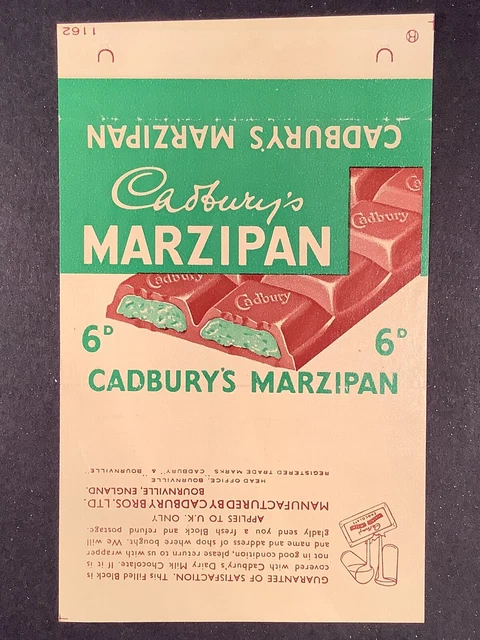 1162
R
CADBURY'S MARZIPAN
Cadbury's
MARZIPAN
Cadbury
Cadbury
Cadbury
6D
6D
CADBURY'S MARZIPAN
GUARANTEE OF SATISFACTION. This Filled Block is
covered with Cadbury's Dairy Milk Chocolate. If it is
not in good condition, please return to us with wrapper
and name and address of shop where bought. We will
gladly send you a fresh Block and refund postage.
APPLIES TO U.K. ONLY
MANUFACTURED BY CADBURY BROS. LTD.
BOURNVILLE, ENGLAND.
HEAD OFFICE, BOURNVILLE
REGISTERED TRADE MARKS "CADBURY" & "BOURNVILLE"